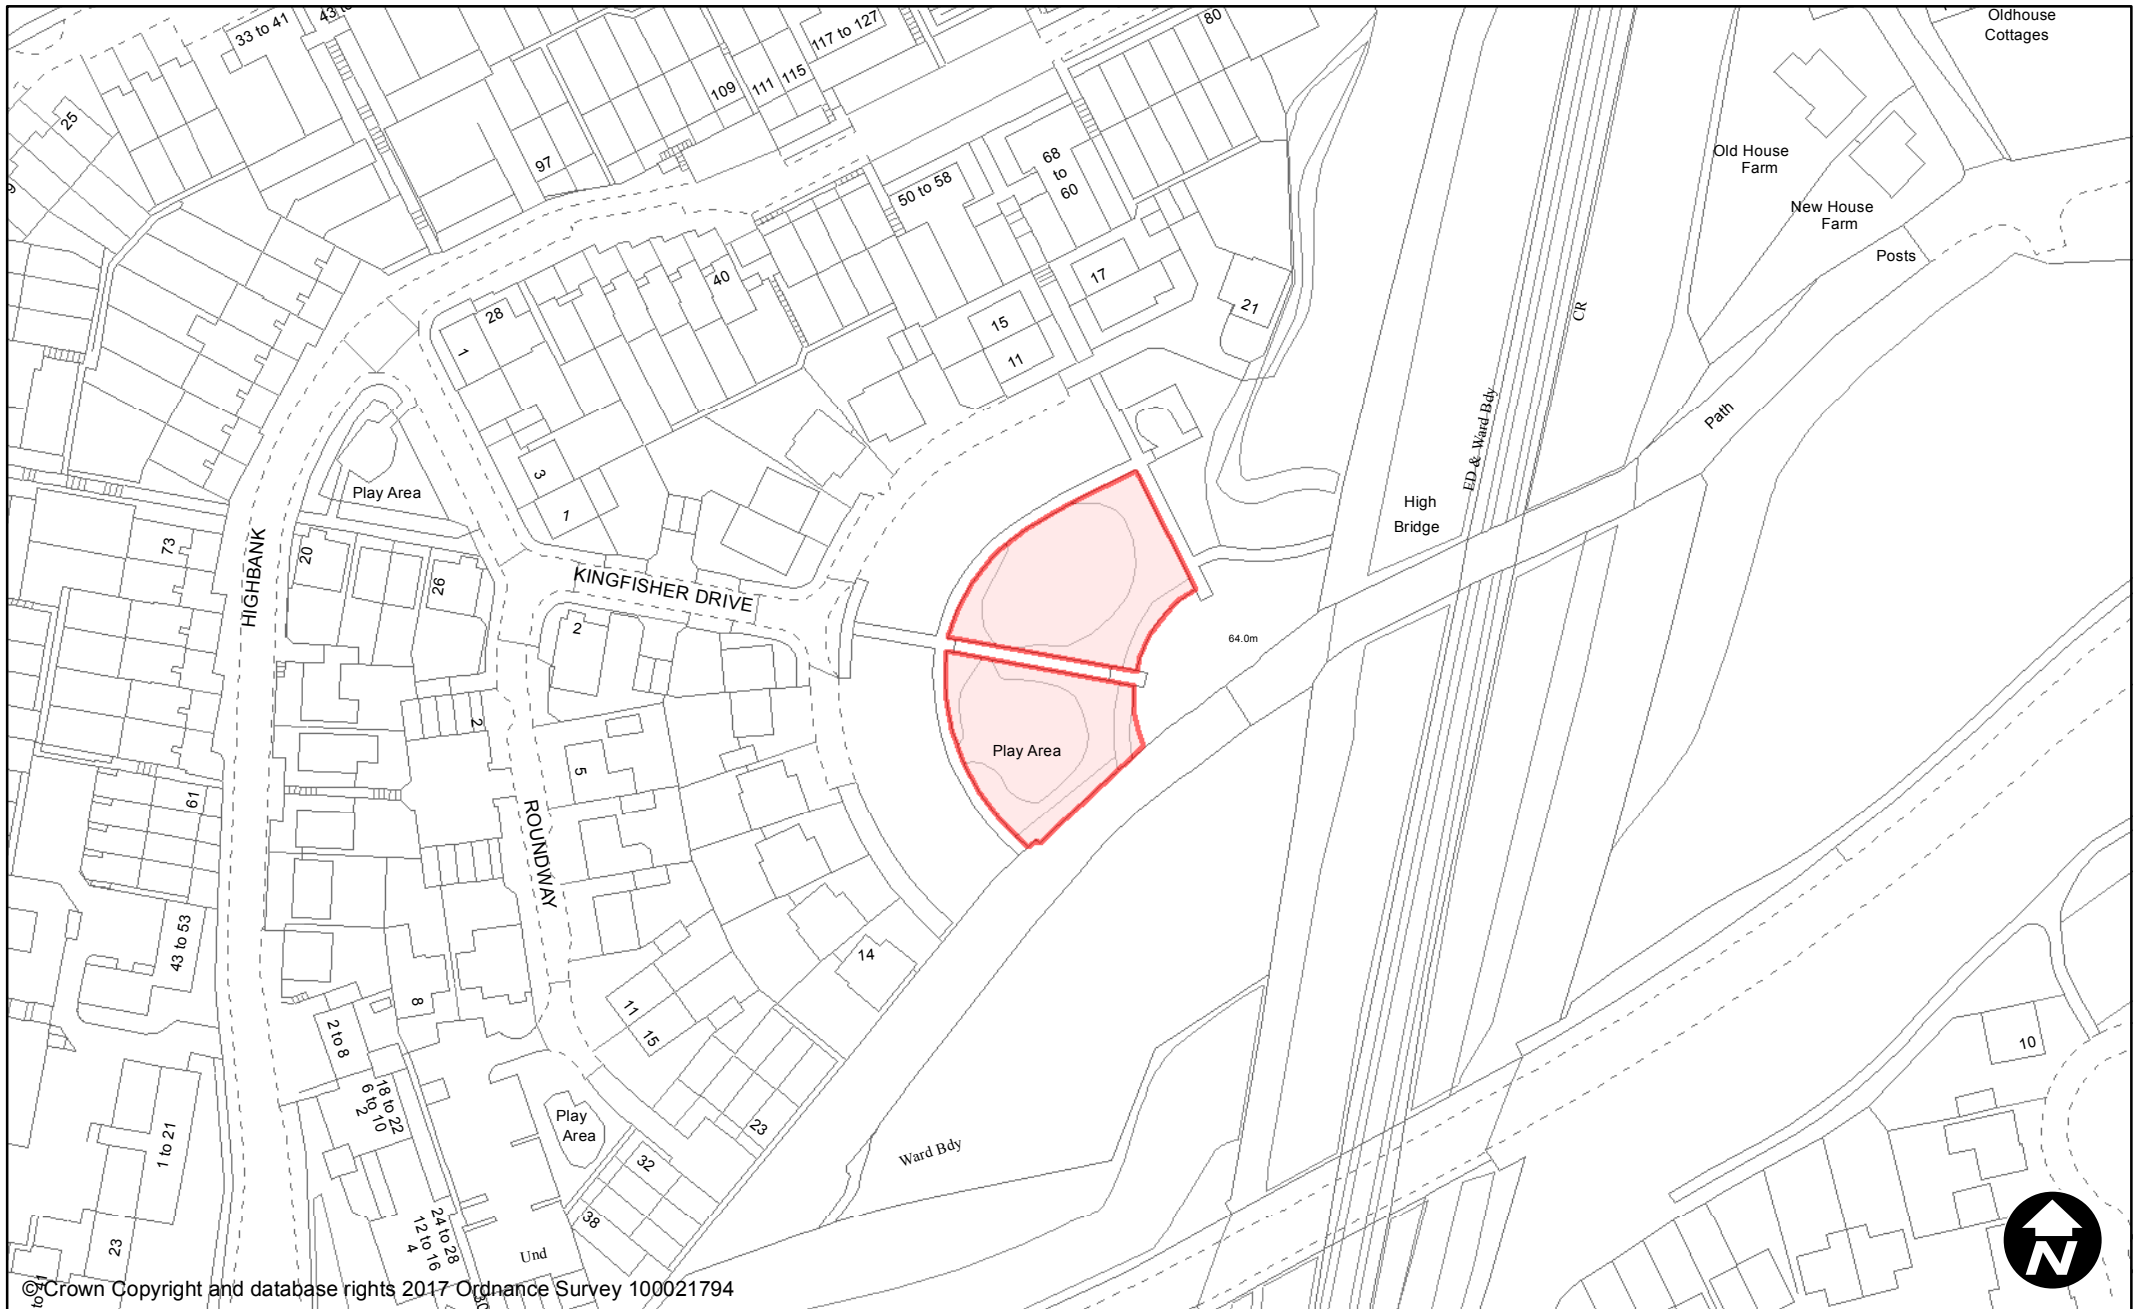 33 to 41
117 to 127
80
Oldhouse
Cottages
25
109
111
115
97
50 to 58
68
to
60
Old House
Farm
New House
Farm
Posts
17
21
40
28
1
15
11
CR
ED & Ward Bdy
Path
3
1
Play Area
High
Bridge
73
HIGHBANK
20
26
KINGFISHER DRIVE
2
64.0m
2
5
Play Area
61
ROUNDWAY
43 to 53
14
8
11
15
2 to 8
18 to 22
6 to 10
2
10
Play
Area
23
1 to 21
32
Ward Bdy
38
24 to 28
12 to 16
4
23
Und
N
© Crown Copyright and database rights 2017 Ordnance Survey 100021794